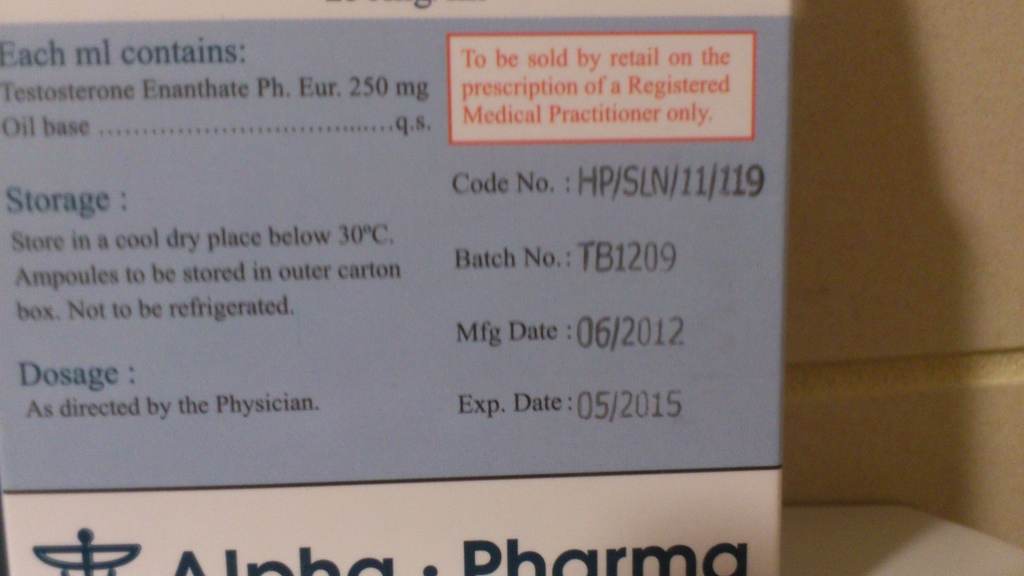 Each ml contains:
Testosterone Enanthate Ph. Eur. 250 mg
Oil base ........................................q.s.
Storage :
Store in a cool dry place below 30ºC.
Ampoules to be stored in outer carton
box. Not to be refrigerated.
Dosage :
As directed by the Physician.
To be sold by retail on the
prescription of a Registered
Medical Practitioner only.
Code No. : HP/SLN/11/119
Batch No. : TB1209
Mfg Date : 06/2012
Exp. Date : 05/2015
Alpha · Pharma